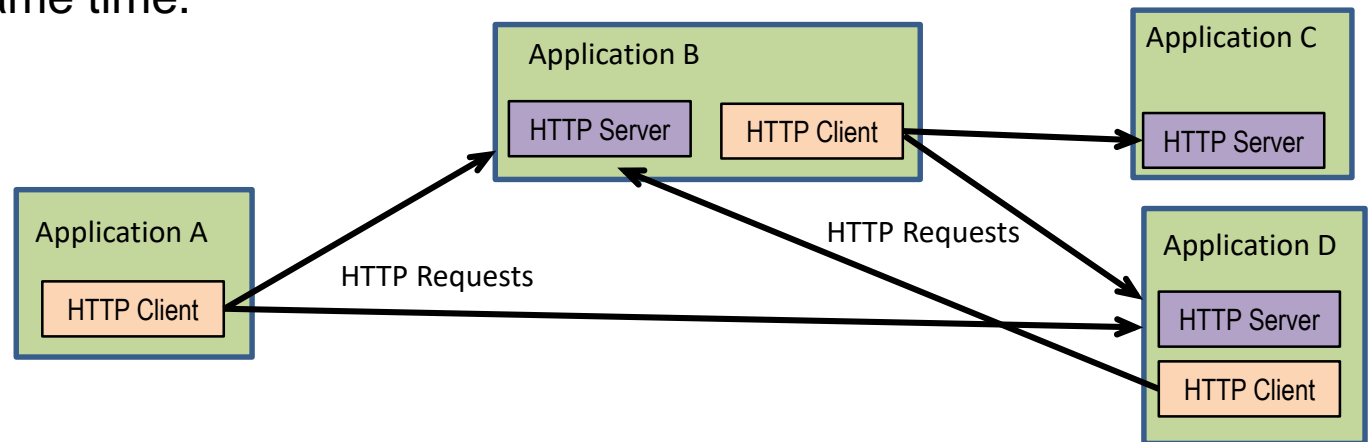 time.
Application B
HTTP Server
HTTP Client
Application C
HTTP Server
Application A
HTTP Client
HTTP Requests
HTTP Requests
Application D
HTTP Server
HTTP Client